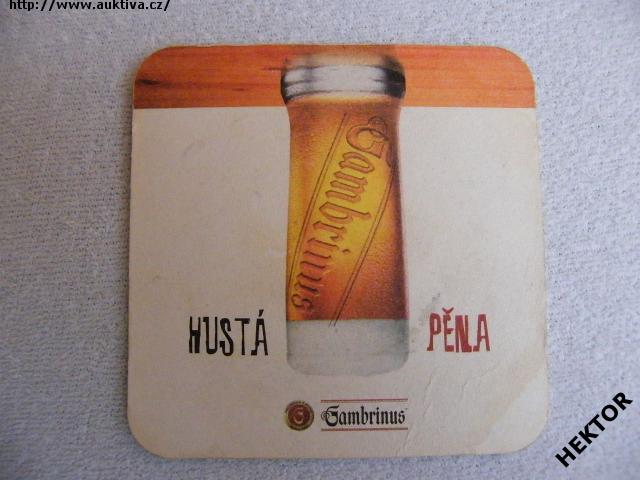 http://www.auktiva.cz/
Gambrinus
HUSTÁ PĚNA
Gambrinus
HEKTOR